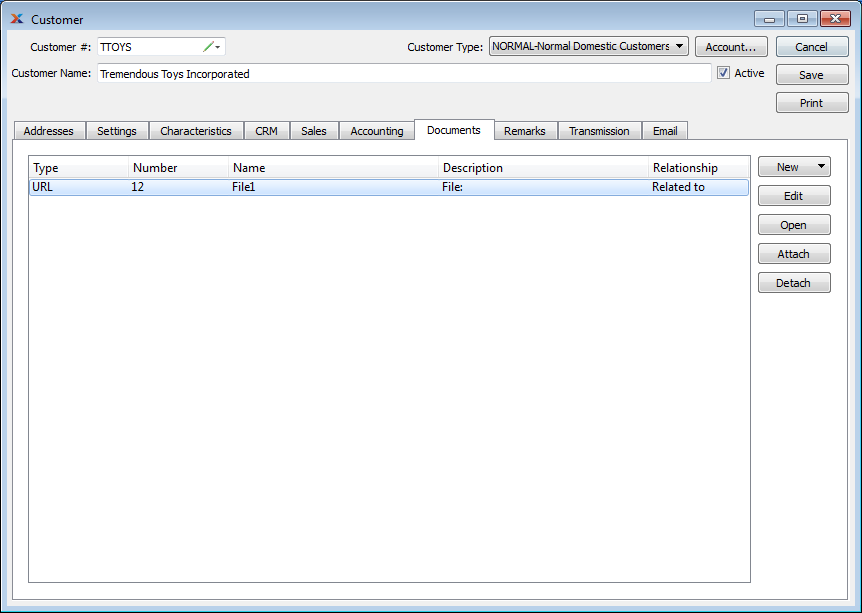 Customer
Customer #: TTOYS Customer Type: NORMAL-Normal Domestic Customers Account... Cancel
Customer Name: Tremendous Toys Incorporated Active Save
Print
Addresses Settings Characteristics CRM Sales Accounting Documents Remarks Transmission Email
Type Number Name Description Relationship New
URL 12 File1 File: Related to
Edit
Open
Attach
Detach